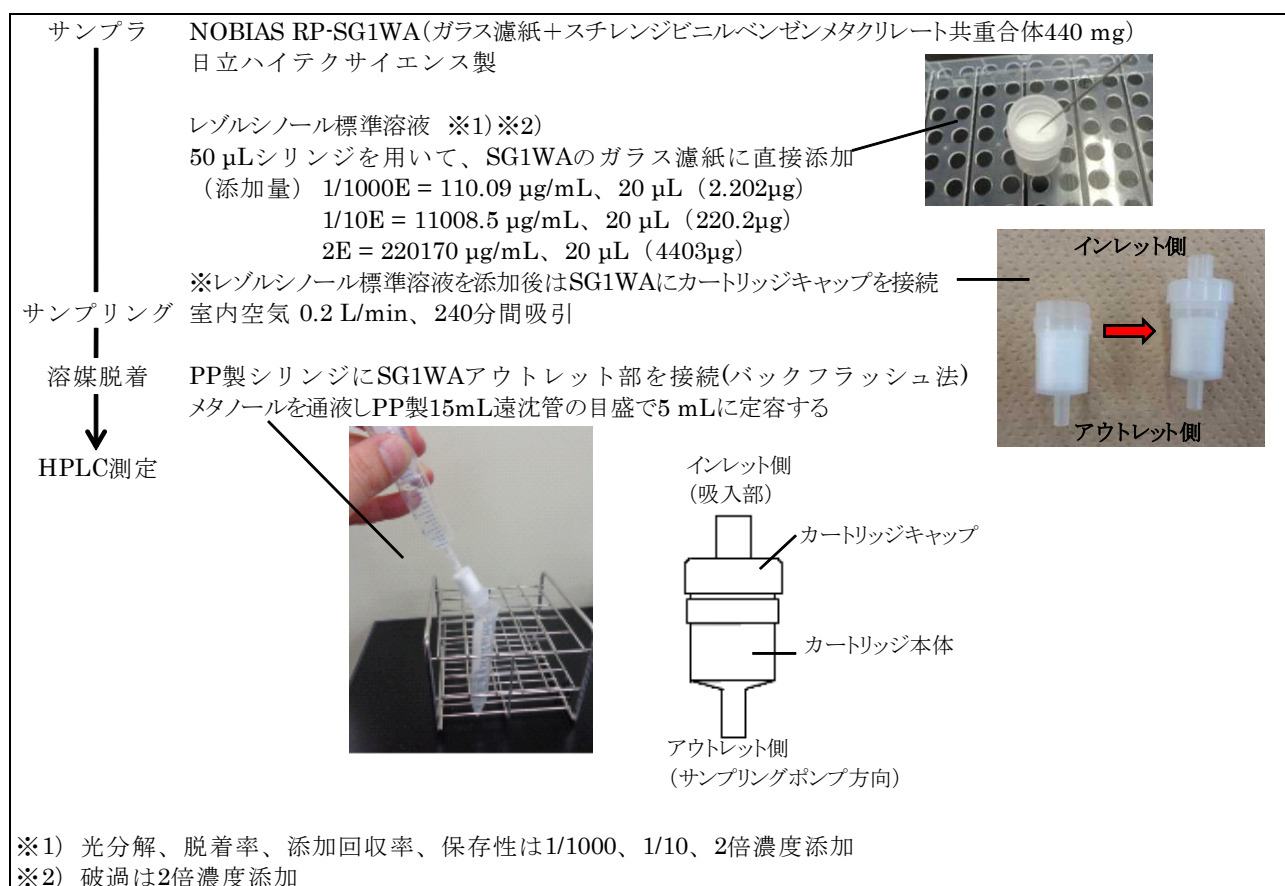 サンプラ NOBIAS RP-SG1WA(ガラス濾紙+スチレンジビニルベンゼンメタクリレート共重合体440 mg)
日立ハイテクサイエンス製
レゾルシノール標準溶液 ※1)※2)
50 µLシリンジを用いて、SG1WAのガラス濾紙に直接添加
(添加量) 1/1000E = 110.09 µg/mL、20 µL (2.202µg)
1/10E = 11008.5 µg/mL、20 µL (220.2µg)
2E = 220170 µg/mL、20 µL (4403µg)
※レゾルシノール標準溶液を添加後はSG1WAにカートリッジキャップを接続
サンプリング 室内空気 0.2 L/min、240分間吸引
インレット側
アウトレット側
溶媒脱着 PP製シリンジにSG1WAアウトレット部を接続(バックフラッシュ法)
メタノールを通液しPP製15mL遠沈管の目盛で5 mLに定容する
HPLC測定
インレット側
(吸入部)
カートリッジキャップ
カートリッジ本体
アウトレット側
(サンプリングポンプ方向)
※1) 光分解、脱着率、添加回収率、保存性は1/1000、1/10、2倍濃度添加
※2) 破過は2倍濃度添加